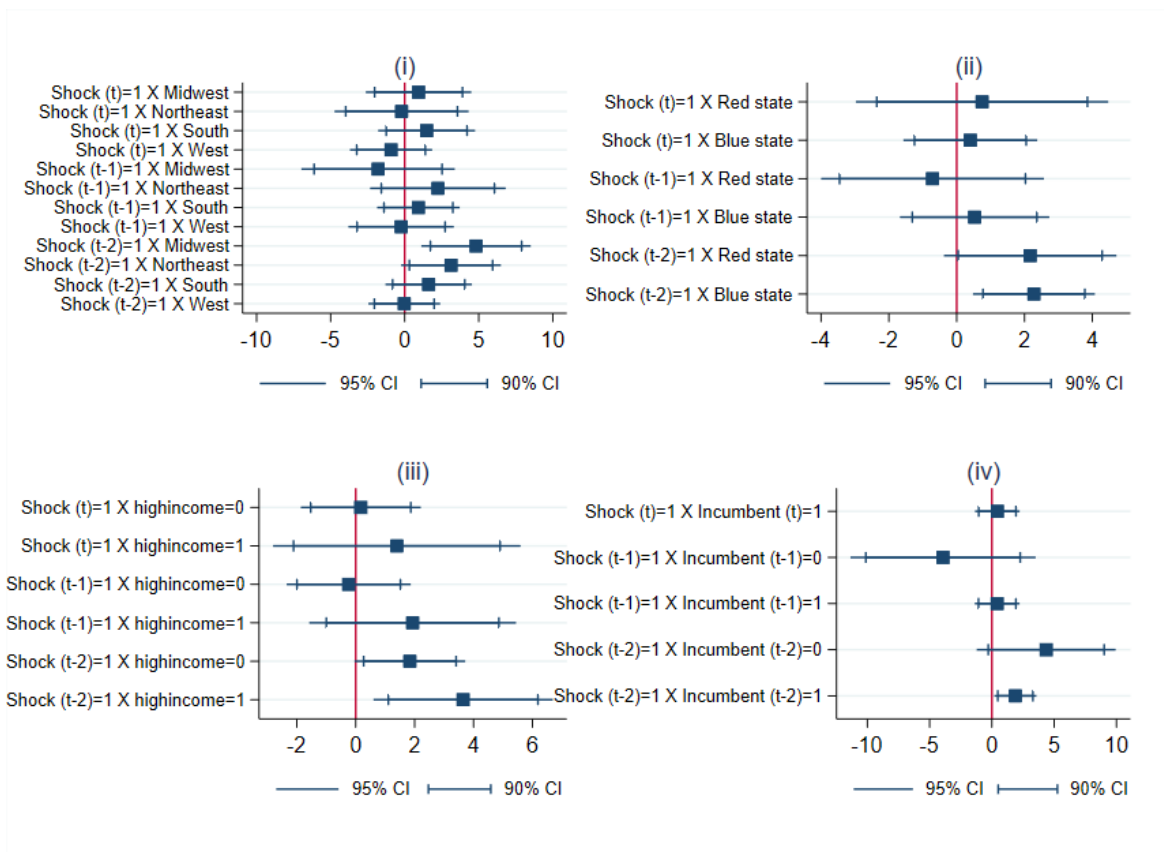 (i)
Shock (t)=1 X Midwest
Shock (t)=1 X Northeast
Shock (t)=1 X South
Shock (t)=1 X West
Shock (t-1)=1 X Midwest
Shock (t-1)=1 X Northeast
Shock (t-1)=1 X South
Shock (t-1)=1 X West
Shock (t-2)=1 X Midwest
Shock (t-2)=1 X Northeast
Shock (t-2)=1 X South
Shock (t-2)=1 X West
-10 -5 0 5 10
95% CI 90% CI
(ii)
Shock (t)=1 X Red state
Shock (t)=1 X Blue state
Shock (t-1)=1 X Red state
Shock (t-1)=1 X Blue state
Shock (t-2)=1 X Red state
Shock (t-2)=1 X Blue state
-4 -2 0 2 4
95% CI 90% CI
(iii)
Shock (t)=1 X highincome=0
Shock (t)=1 X highincome=1
Shock (t-1)=1 X highincome=0
Shock (t-1)=1 X highincome=1
Shock (t-2)=1 X highincome=0
Shock (t-2)=1 X highincome=1
-2 0 2 4 6
95% CI 90% CI
(iv)
Shock (t)=1 X Incumbent (t)=1
Shock (t-1)=1 X Incumbent (t-1)=0
Shock (t-1)=1 X Incumbent (t-1)=1
Shock (t-2)=1 X Incumbent (t-2)=0
Shock (t-2)=1 X Incumbent (t-2)=1
-10 -5 0 5 10
95% CI 90% CI